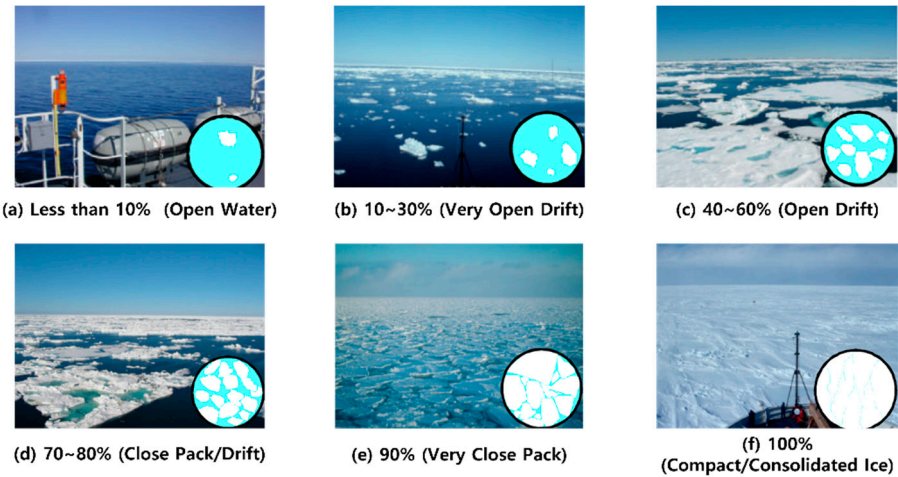 (a) Less than 10% (Open Water)
(b) 10~30% (Very Open Drift)
(c) 40~60% (Open Drift)
(d) 70~80% (Close Pack/Drift)
(e) 90% (Very Close Pack)
(f) 100%
(Compact/Consolidated Ice)